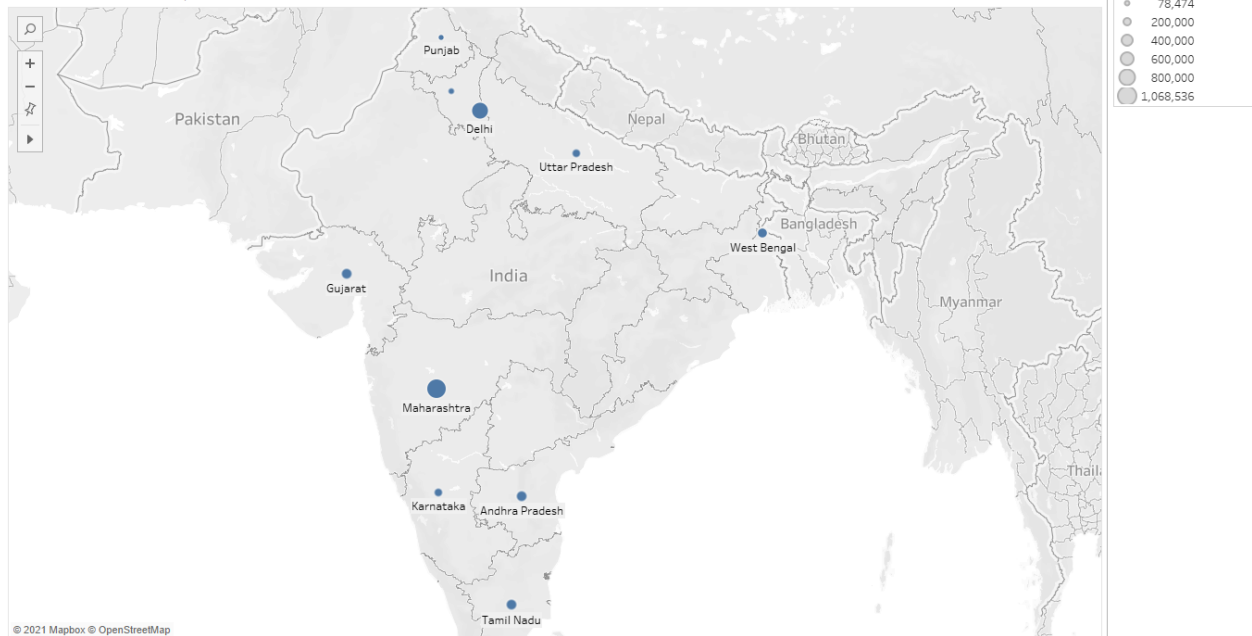 78,474
200,000
400,000
600,000
800,000
1,068,536
Punjab
Pakistan
Delhi
Nepal
Bhutan
Uttar Pradesh
Bangladesh
West Bengal
India
Gujarat
Myanmar
Maharashtra
Thail
Karnataka
Andhra Pradesh
Tamil Nadu
© 2021 Mapbox © OpenStreetMap